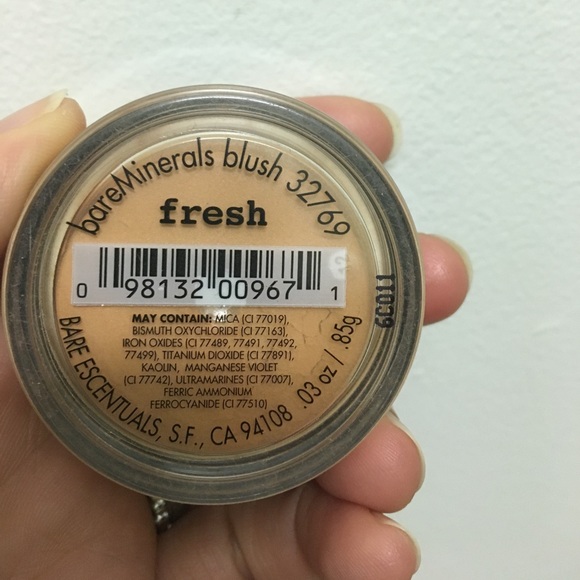 bareMinerals blush 32769
fresh
0 98132 00967 1
MAY CONTAIN: MICA (CI 77019),
BISMUTH OXYCHLORIDE (CI 77163),
IRON OXIDES (CI 77489, 77491, 77492,
77499), TITANIUM DIOXIDE (CI 77891),
KAOLIN, MANGANESE VIOLET
(CI 77742), ULTRAMARINES (CI 77007),
FERRIC AMMONIUM
FERROCYANIDE (CI 77510)
BARE ESCENTUALS, S.F., CA 94108 .03 oz / .85g